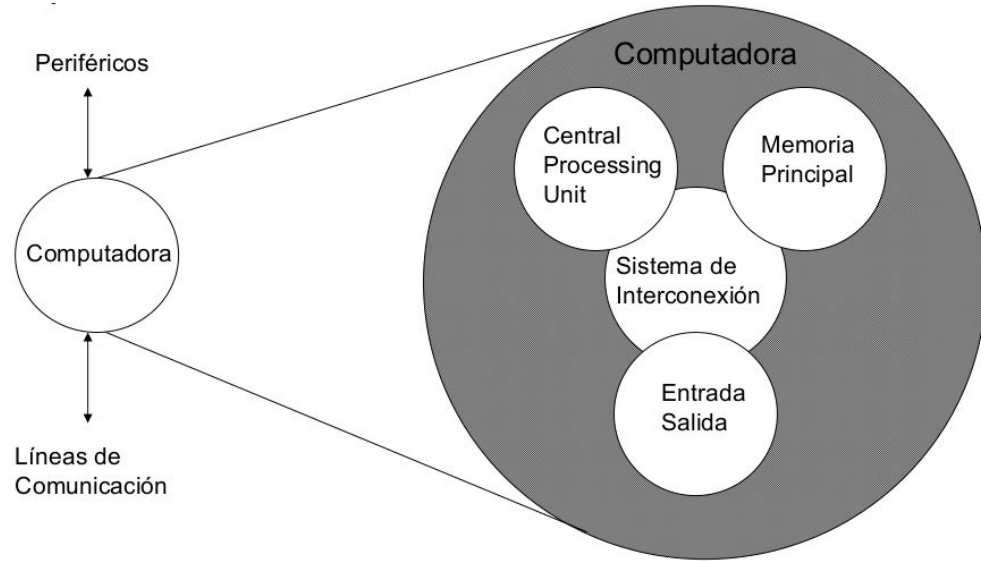 Periféricos
Computadora
Líneas de
Comunicación
Computadora
Central
Processing
Unit
Memoria
Principal
Sistema de
Interconexión
Entrada
Salida